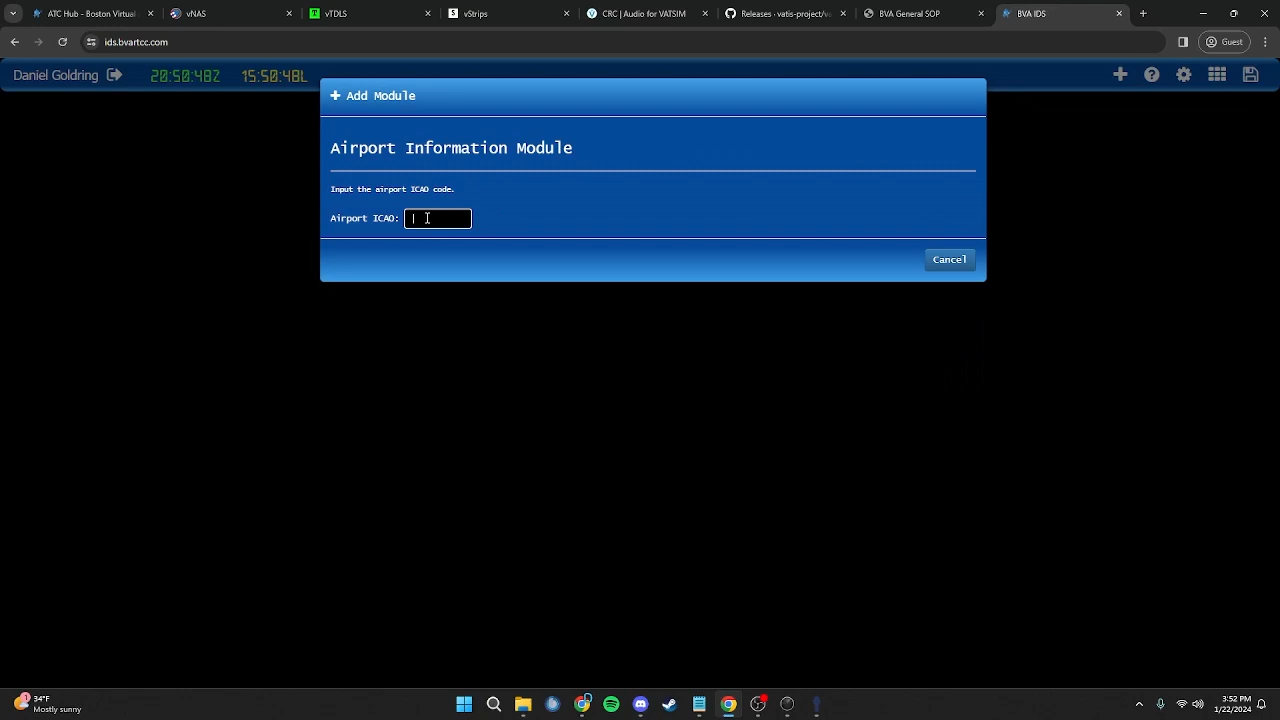 ATC Hub - Boston Virtual
vNAS
vTDLS
vStrips
CRC | Audio for VATSIM
Releases · vatis-project/va
BVA General SOP
BVA IDS
ids.bvartcc.com
Guest
Daniel Goldring
20:50:48Z
15:50:48L
Add Module
Airport Information Module
Input the airport ICAO code.
Airport ICAO:
Cancel
34°F
Mostly sunny
3:52 PM
1/22/2024